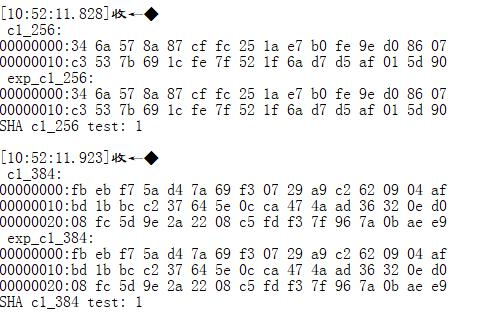 [10:52:11.828]收←◆
c1_256:
00000000:34 6a 57 8a 87 cf fc 25 1a e7 b0 fe 9e d0 86 07
00000010:c3 53 7b 69 1c fe 7f 52 1f 6a d7 d5 af 01 5d 90
exp_c1_256:
00000000:34 6a 57 8a 87 cf fc 25 1a e7 b0 fe 9e d0 86 07
00000010:c3 53 7b 69 1c fe 7f 52 1f 6a d7 d5 af 01 5d 90
SHA c1_256 test: 1

[10:52:11.923]收←◆
c1_384:
00000000:fb eb f7 5a d4 7a 69 f3 07 29 a9 c2 62 09 04 af
00000010:bd 1b bc c2 37 64 5e 0c ca 47 4a ad 36 32 0e d0
00000020:08 fc 5d 9e 2a 22 08 c5 fd f3 7f 96 7a 0b ae e9
exp_c1_384:
00000000:fb eb f7 5a d4 7a 69 f3 07 29 a9 c2 62 09 04 af
00000010:bd 1b bc c2 37 64 5e 0c ca 47 4a ad 36 32 0e d0
00000020:08 fc 5d 9e 2a 22 08 c5 fd f3 7f 96 7a 0b ae e9
SHA c1_384 test: 1